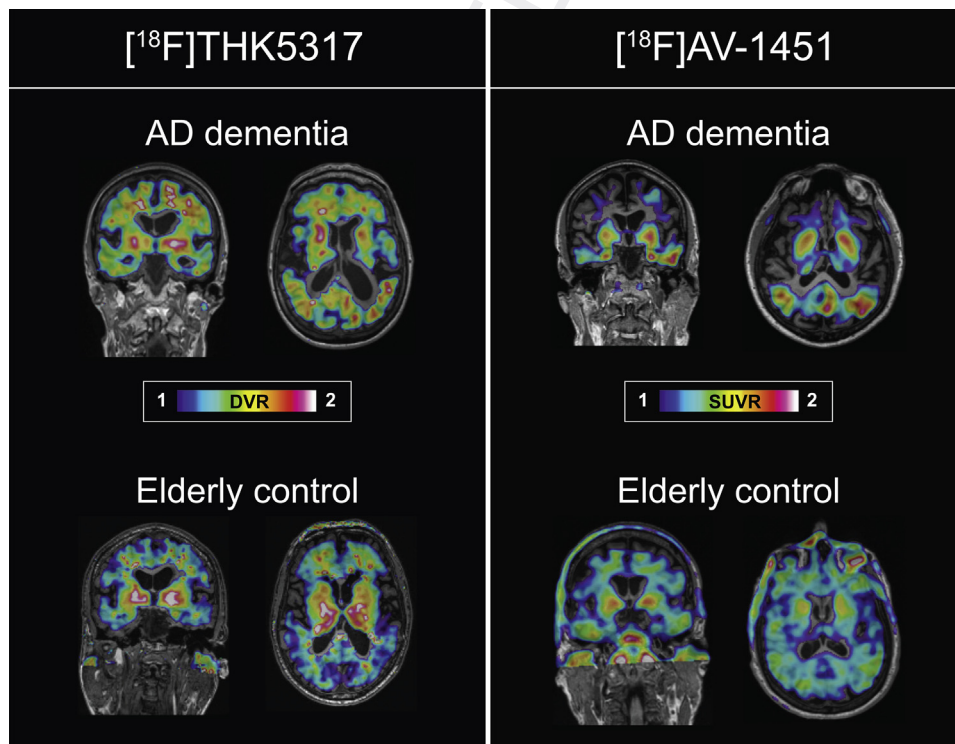 [¹⁸F]THK5317
[¹⁸F]AV-1451
AD dementia
AD dementia
1 DVR 2
1 SUVR 2
Elderly control
Elderly control